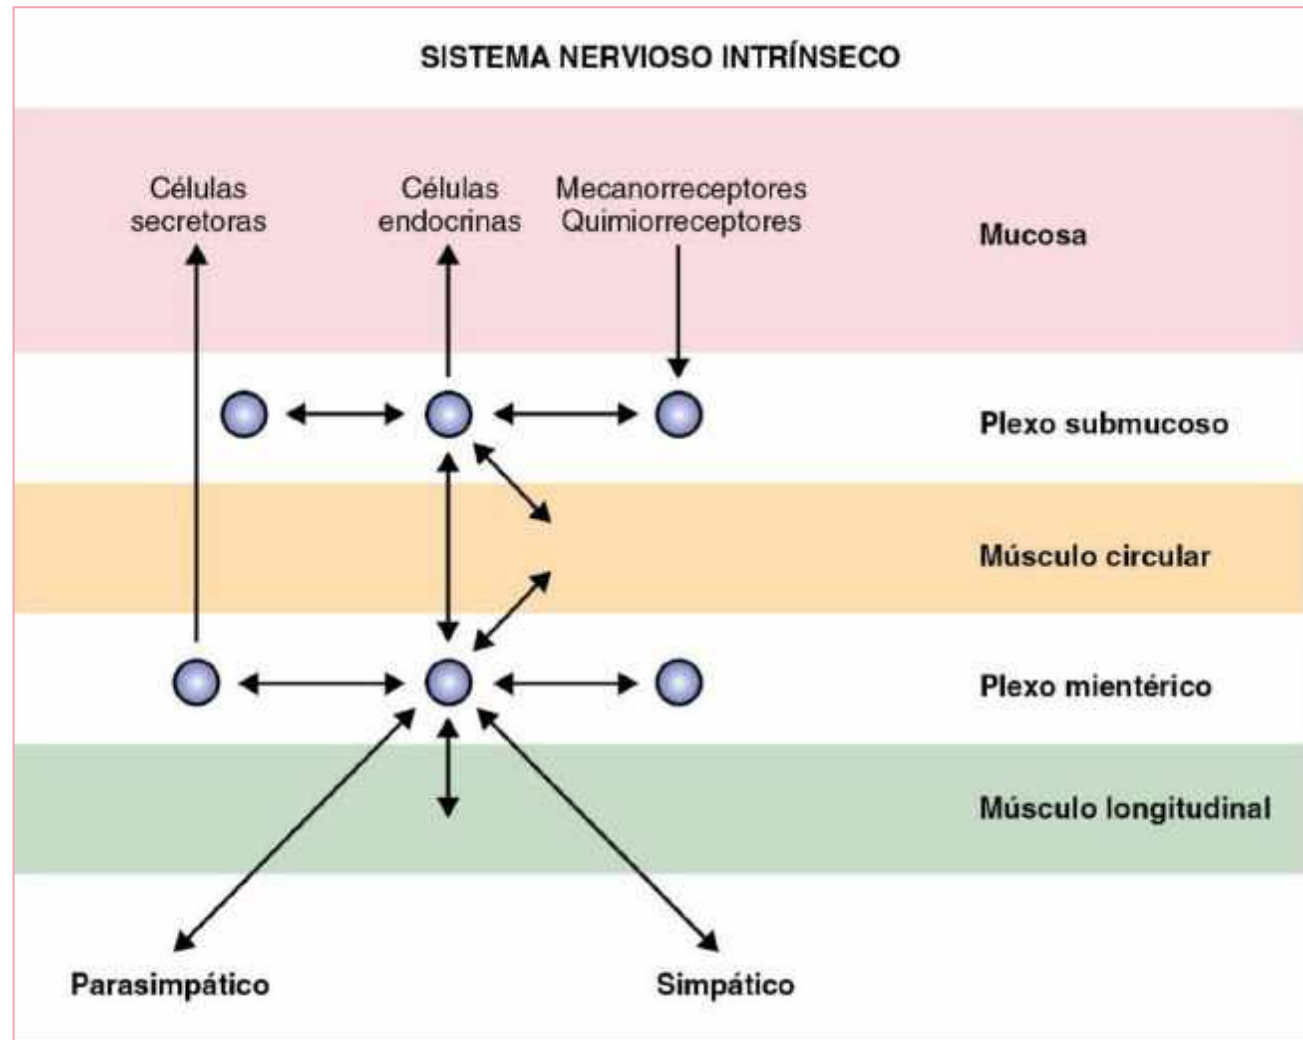 SISTEMA NERVIOSO INTRÍNSECO
Células
secretoras
Células
endocrinas
Mecanorreceptores
Quimiorreceptores
Mucosa
Plexo submucoso
Músculo circular
Plexo mientérico
Músculo longitudinal
Parasimpático
Simpático